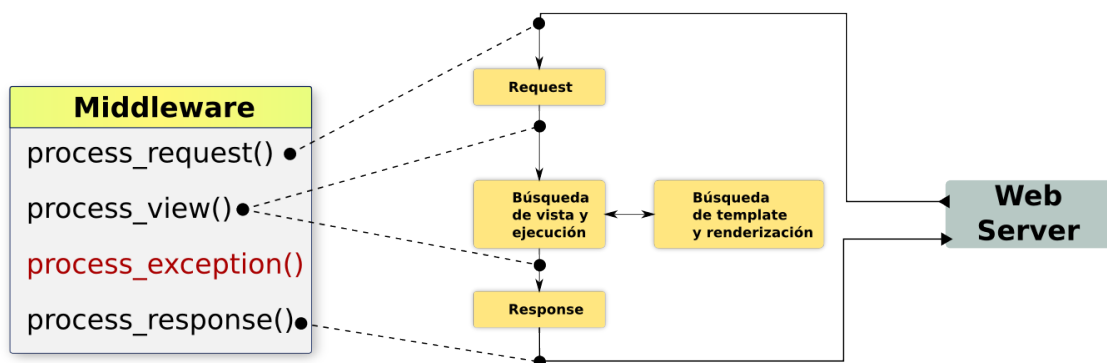 Middleware
process_request()
process_view()
process_exception()
process_response()
Request
Búsqueda
de vista y
ejecución
Búsqueda
de template
y renderización
Response
Web
Server